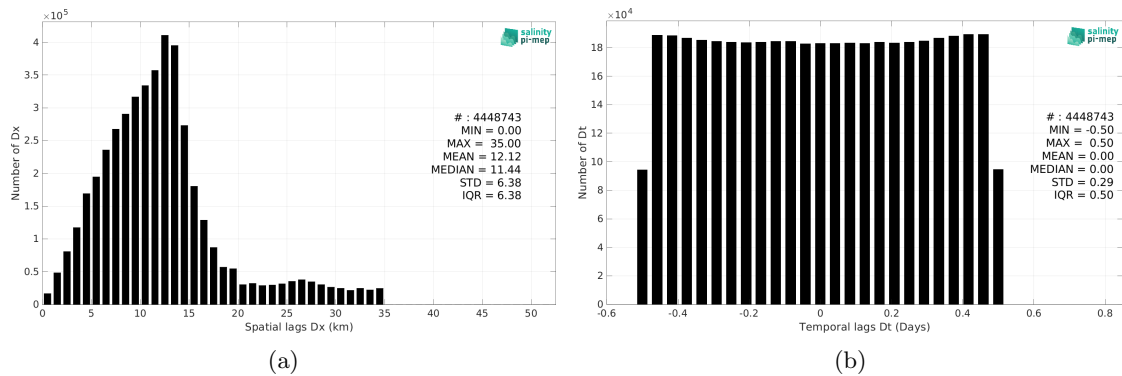 ×10⁵
4
3.5
3
2.5
2
1.5
1
0.5
0
Number of Dx
0 5 10 15 20 25 30 35 40 45 50
Spatial lags Dx (km)
salinity
pi-mep
# : 4448743
MIN = 0.00
MAX = 35.00
MEAN = 12.12
MEDIAN = 11.44
STD = 6.38
IQR = 6.38
(a)
×10⁴
18
16
14
12
10
8
6
4
2
0
Number of Dt
-0.6 -0.4 -0.2 0 0.2 0.4 0.6 0.8
Temporal lags Dt (Days)
salinity
pi-mep
# : 4448743
MIN = -0.50
MAX = 0.50
MEAN = 0.00
MEDIAN = 0.00
STD = 0.29
IQR = 0.50
(b)